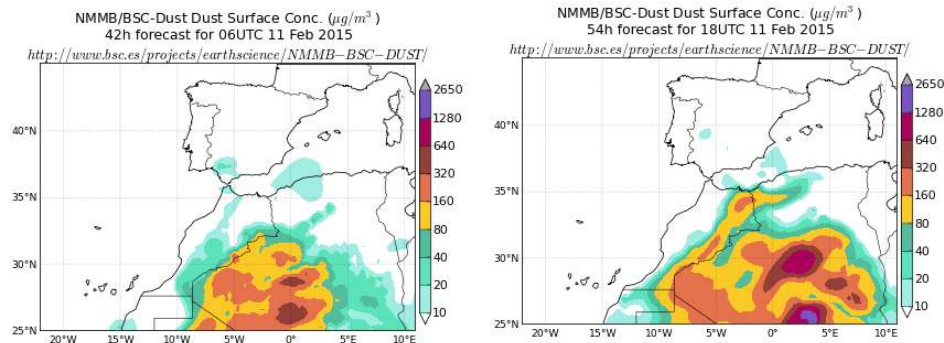 NMMB/BSC-Dust Dust Surface Conc. (μg/m³)
42h forecast for 06UTC 11 Feb 2015
http://www.bsc.es/projects/earthscience/NMMB−BSC−DUST/
40°N
35°N
30°N
25°N
20°W
15°W
10°W
5°W
0°
5°E
10°E
2650
1280
640
320
160
80
40
20
10
NMMB/BSC-Dust Dust Surface Conc. (μg/m³)
54h forecast for 18UTC 11 Feb 2015
http://www.bsc.es/projects/earthscience/NMMB−BSC−DUST/
40°N
35°N
30°N
25°N
20°W
15°W
10°W
5°W
0°
5°E
10°E
2650
1280
640
320
160
80
40
20
10